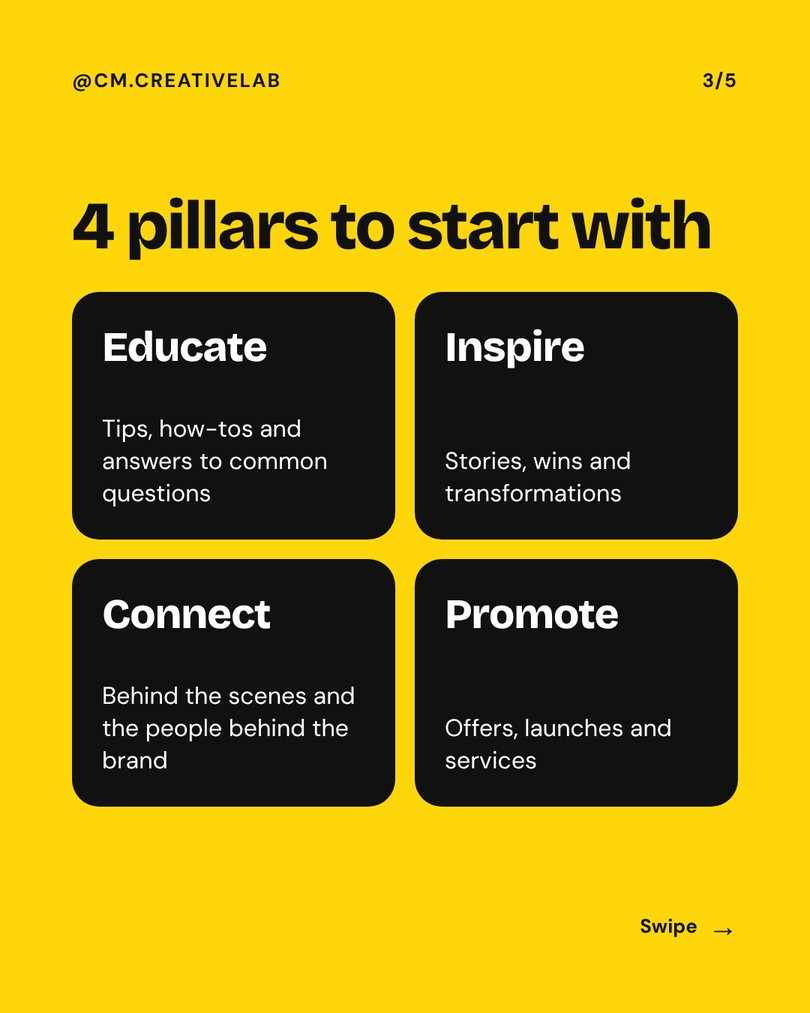 @CM.CREATIVELAB
3/5
4 pillars to start with
Educate
Tips, how-tos and
answers to common
questions
Inspire
Stories, wins and
transformations
Connect
Behind the scenes and
the people behind the
brand
Promote
Offers, launches and
services
Swipe →